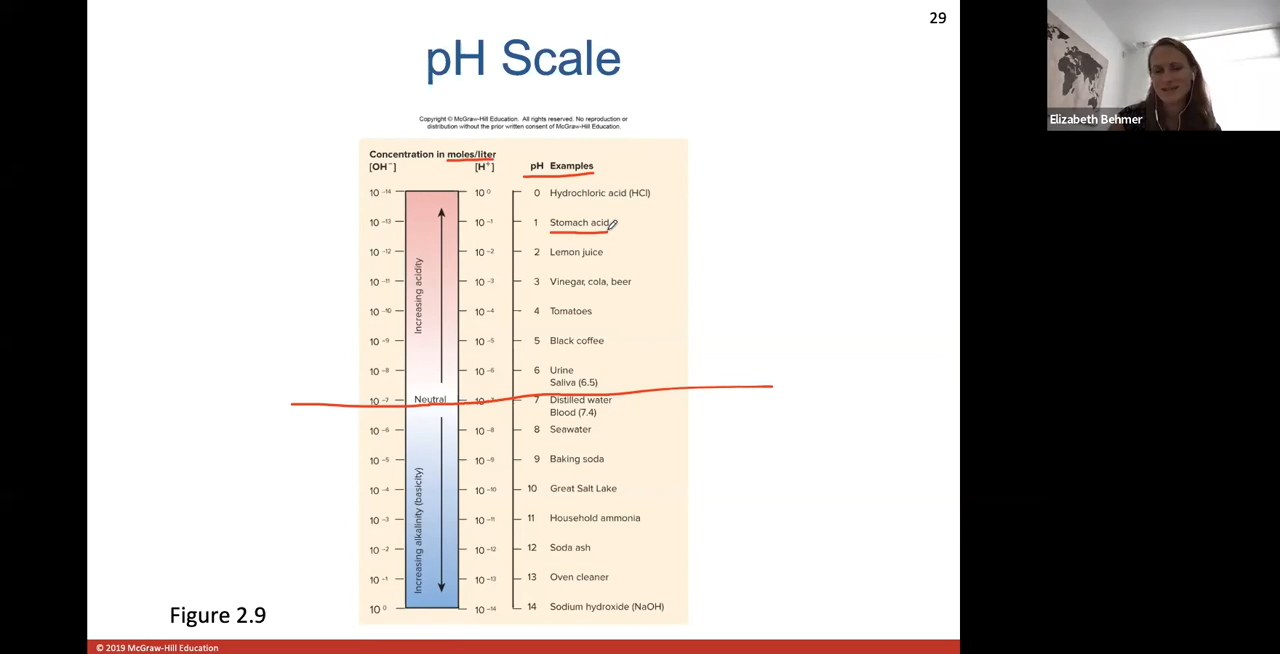 29
pH Scale
Copyright © McGraw-Hill Education. All rights reserved. No reproduction or
distribution without the prior written consent of McGraw-Hill Education.
Elizabeth Behmer
Concentration in moles/liter
[OH⁻] [H⁺] pH Examples
10⁻¹⁴ 10⁰ 0 Hydrochloric acid (HCl)
10⁻¹³ 10⁻¹ 1 Stomach acid
10⁻¹² 10⁻² 2 Lemon juice
10⁻¹¹ 10⁻³ 3 Vinegar, cola, beer
10⁻¹⁰ 10⁻⁴ 4 Tomatoes
10⁻⁹ 10⁻⁵ 5 Black coffee
10⁻⁸ 10⁻⁶ 6 Urine
Saliva (6.5)
10⁻⁷ Neutral 10⁻⁷ 7 Distilled water
Blood (7.4)
10⁻⁶ 10⁻⁸ 8 Seawater
10⁻⁵ 10⁻⁹ 9 Baking soda
10⁻⁴ 10⁻¹⁰ 10 Great Salt Lake
10⁻³ 10⁻¹¹ 11 Household ammonia
10⁻² 10⁻¹² 12 Soda ash
10⁻¹ 10⁻¹³ 13 Oven cleaner
10⁰ 10⁻¹⁴ 14 Sodium hydroxide (NaOH)
Increasing acidity
Increasing alkalinity (basicity)
Figure 2.9
© 2019 McGraw-Hill Education